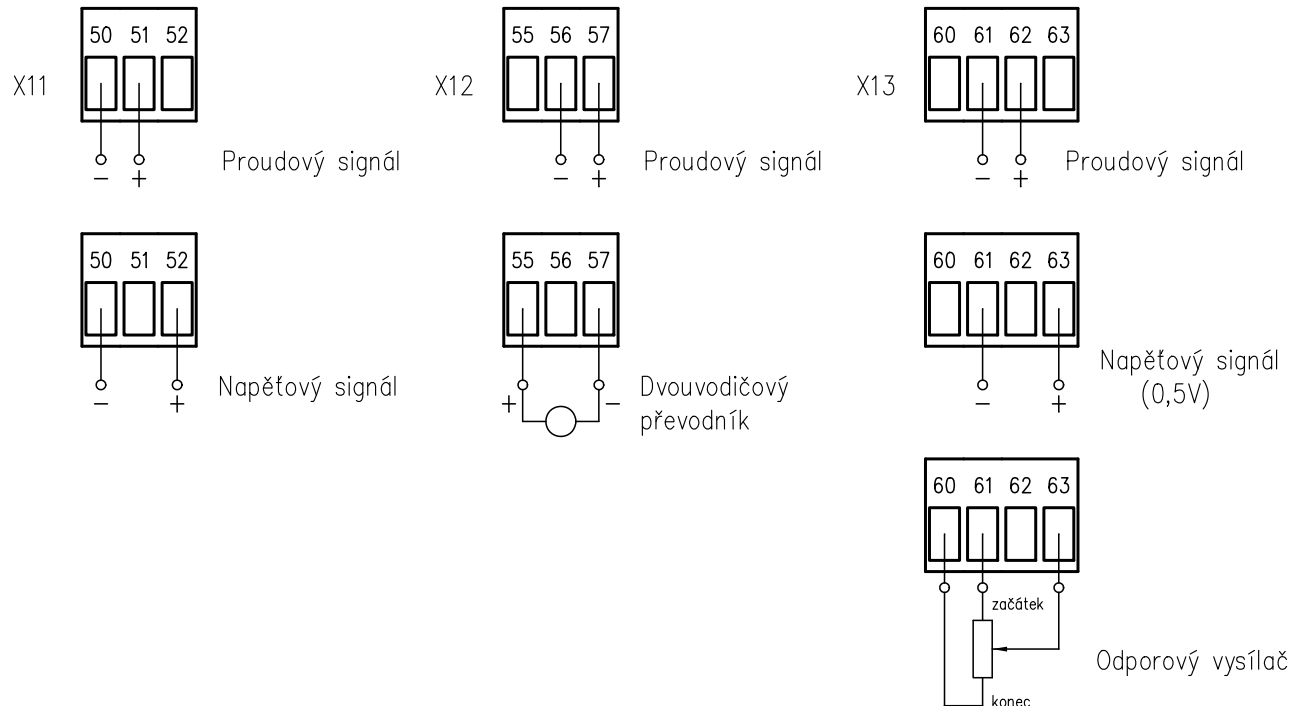 50 51 52
X11
- +
Proudový signál
55 56 57
X12
- +
Proudový signál
60 61 62 63
X13
- +
Proudový signál
50 51 52
- +
Napěťový signál
55 56 57
+ -
Dvouvodičový
převodník
60 61 62 63
- +
Napěťový signál
(0,5V)
60 61 62 63
začátek
Odporový vysílač
konec